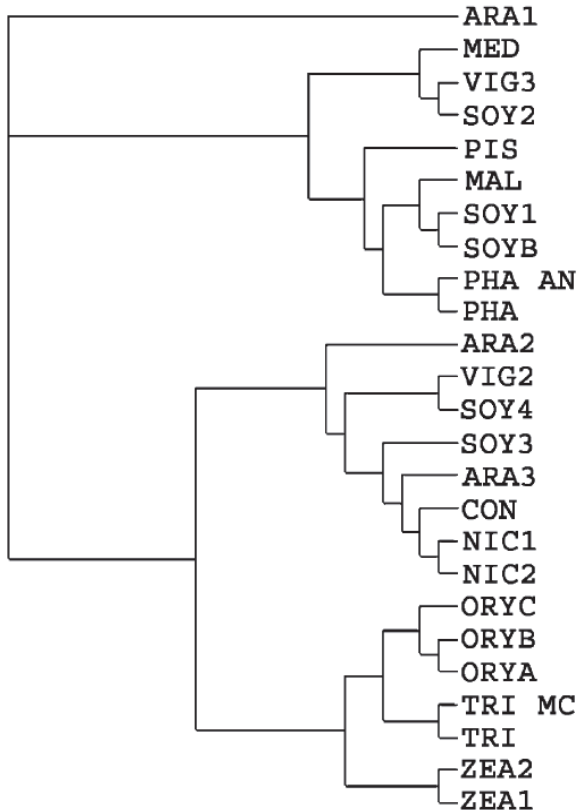 ARA1
MED
VIG3
SOY2
PIS
MAL
SOY1
SOYB
PHA AN
PHA
ARA2
VIG2
SOY4
SOY3
ARA3
CON
NIC1
NIC2
ORYC
ORYB
ORYA
TRI MC
TRI
ZEA2
ZEA1